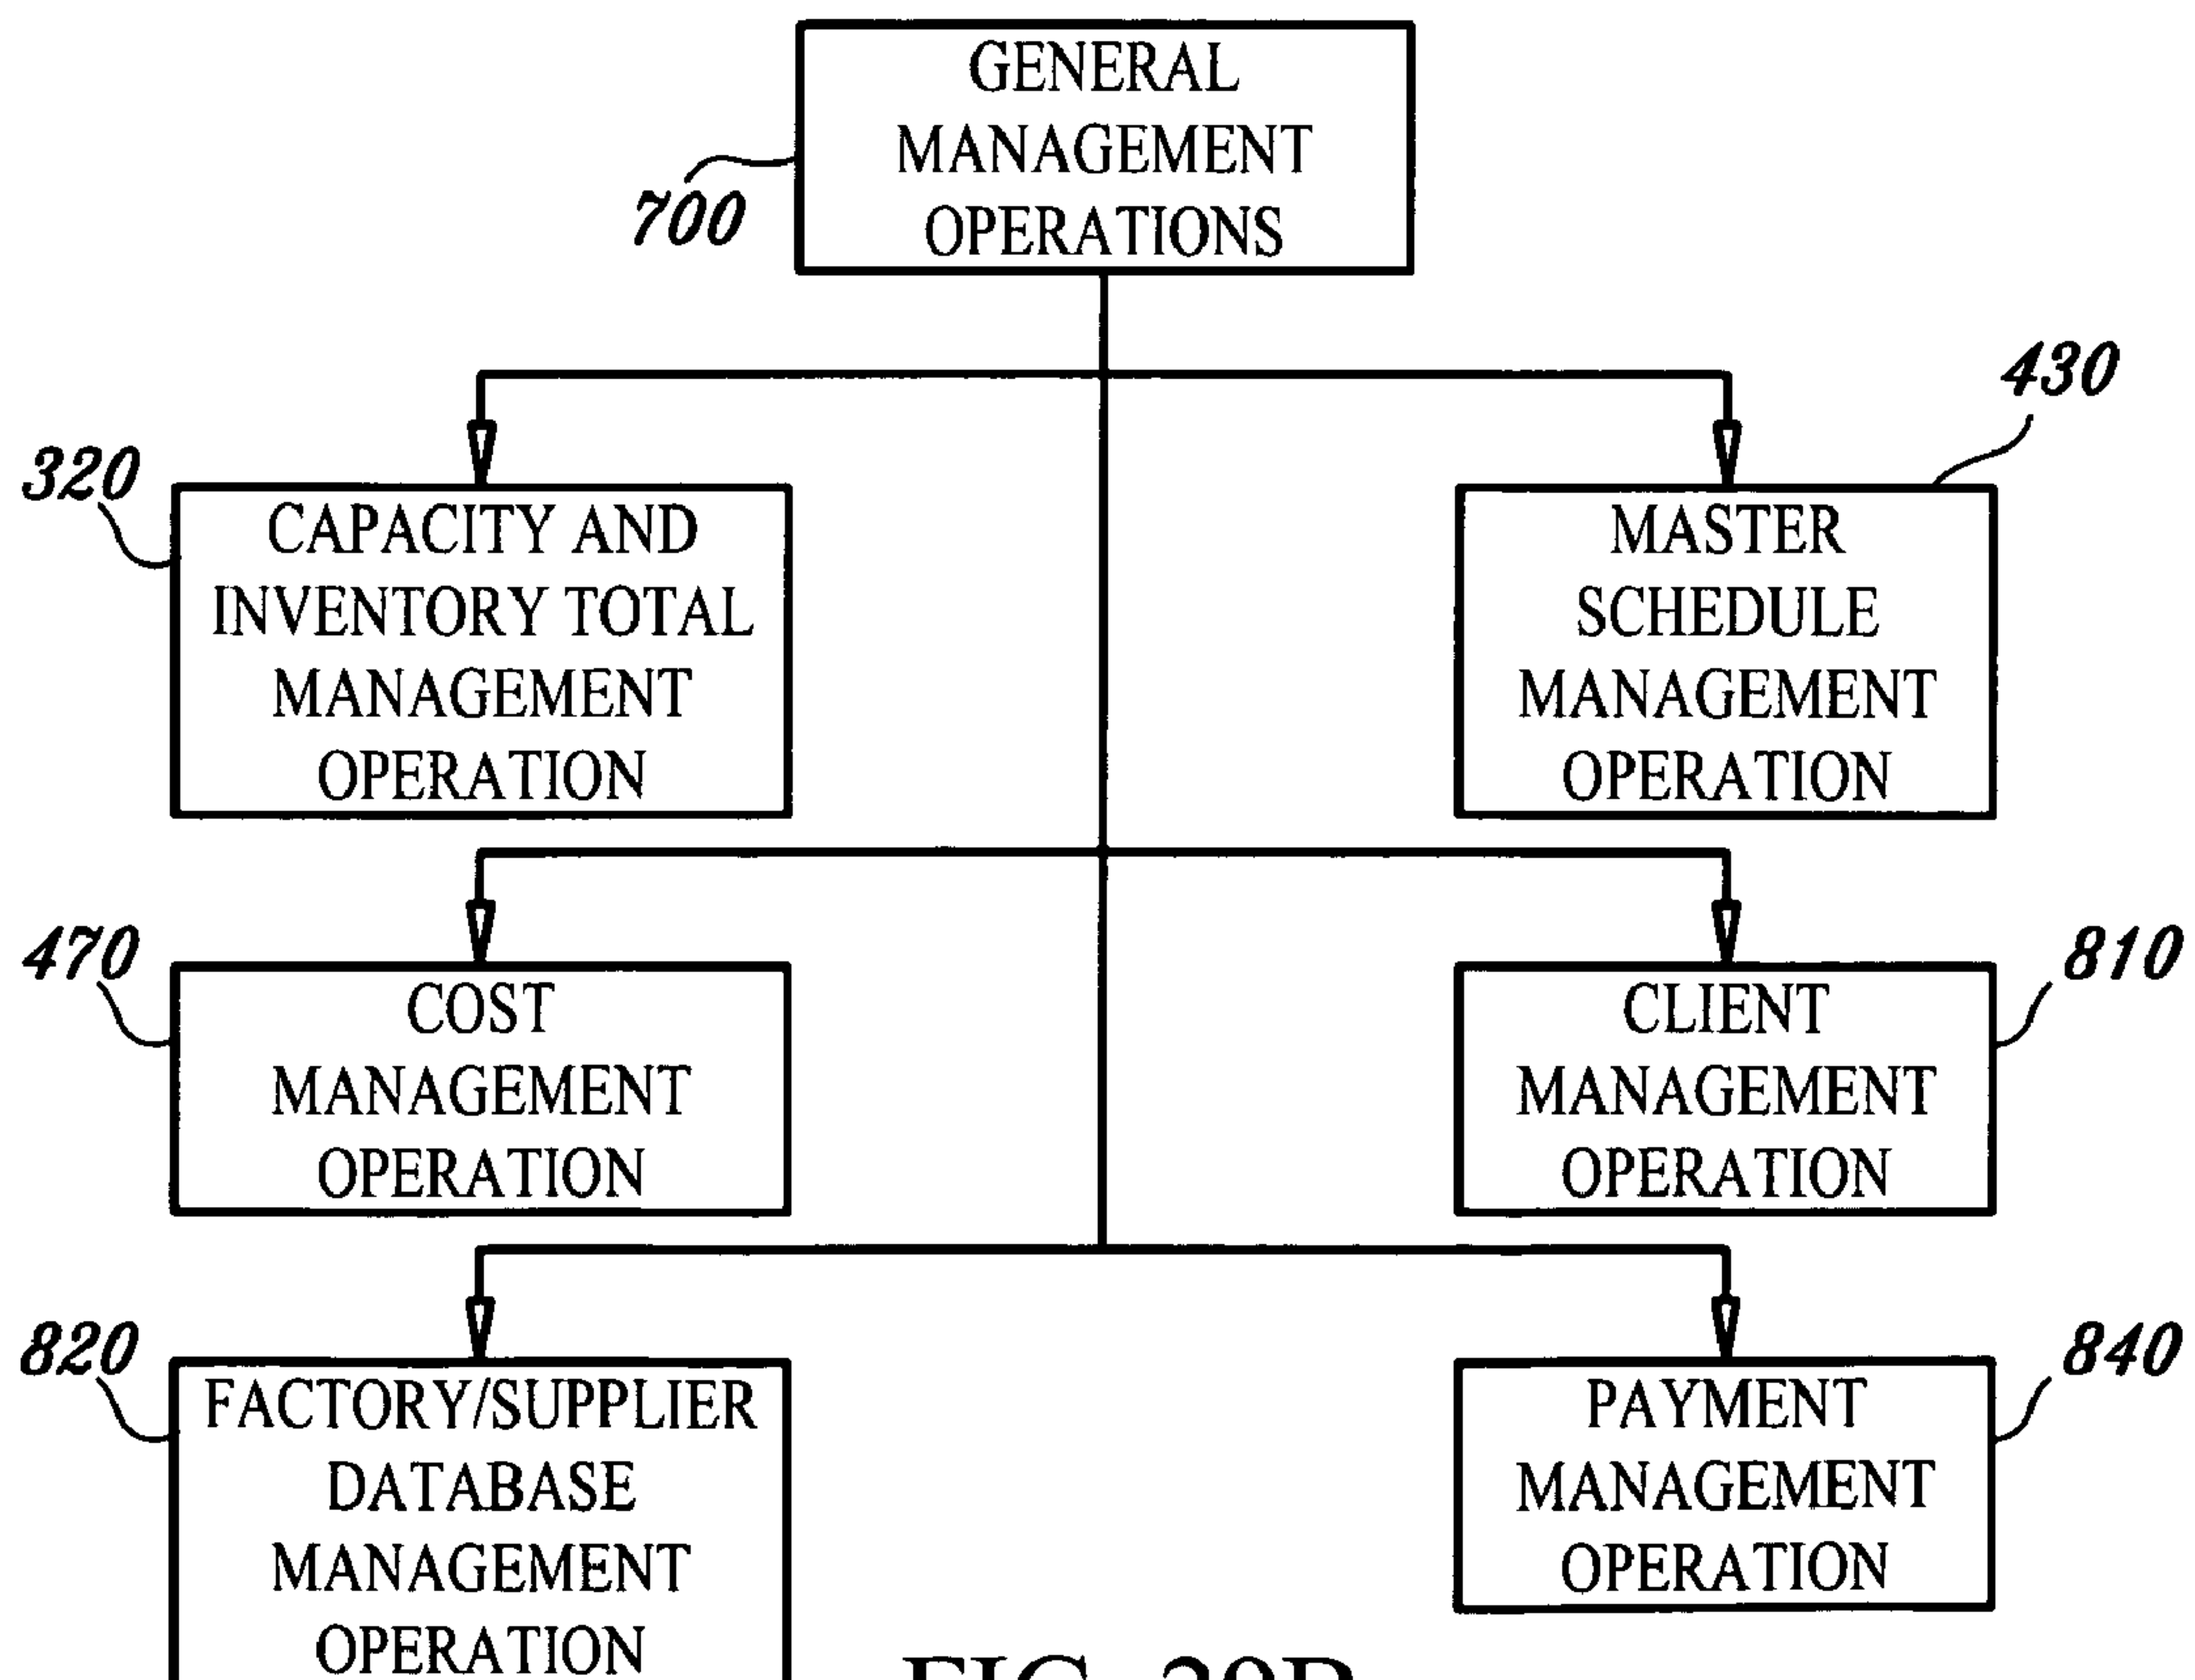 GENERAL
MANAGEMENT
OPERATIONS
700
430
320
CAPACITY AND
INVENTORY TOTAL
MANAGEMENT
OPERATION
MASTER
SCHEDULE
MANAGEMENT
OPERATION
470
COST
MANAGEMENT
OPERATION
810
CLIENT
MANAGEMENT
OPERATION
820
FACTORY/SUPPLIER
DATABASE
MANAGEMENT
OPERATION
840
PAYMENT
MANAGEMENT
OPERATION
FIG.